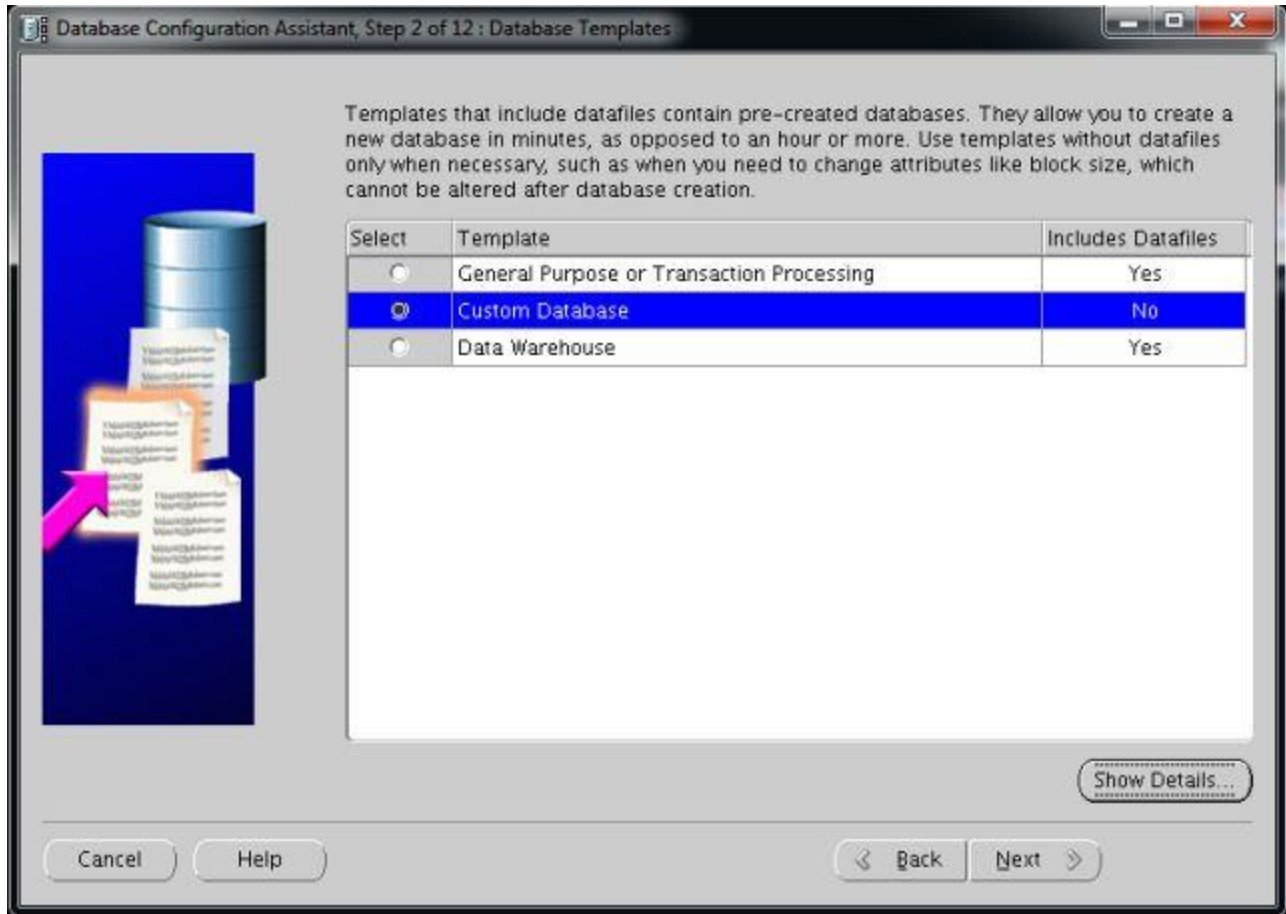 Database Configuration Assistant, Step 2 of 12 : Database Templates
Templates that include datafiles contain pre-created databases. They allow you to create a
new database in minutes, as opposed to an hour or more. Use templates without datafiles
only when necessary, such as when you need to change attributes like block size, which
cannot be altered after database creation.
Select Template Includes Datafiles
General Purpose or Transaction Processing Yes
Custom Database No
Data Warehouse Yes
Show Details...
Cancel Help Back Next